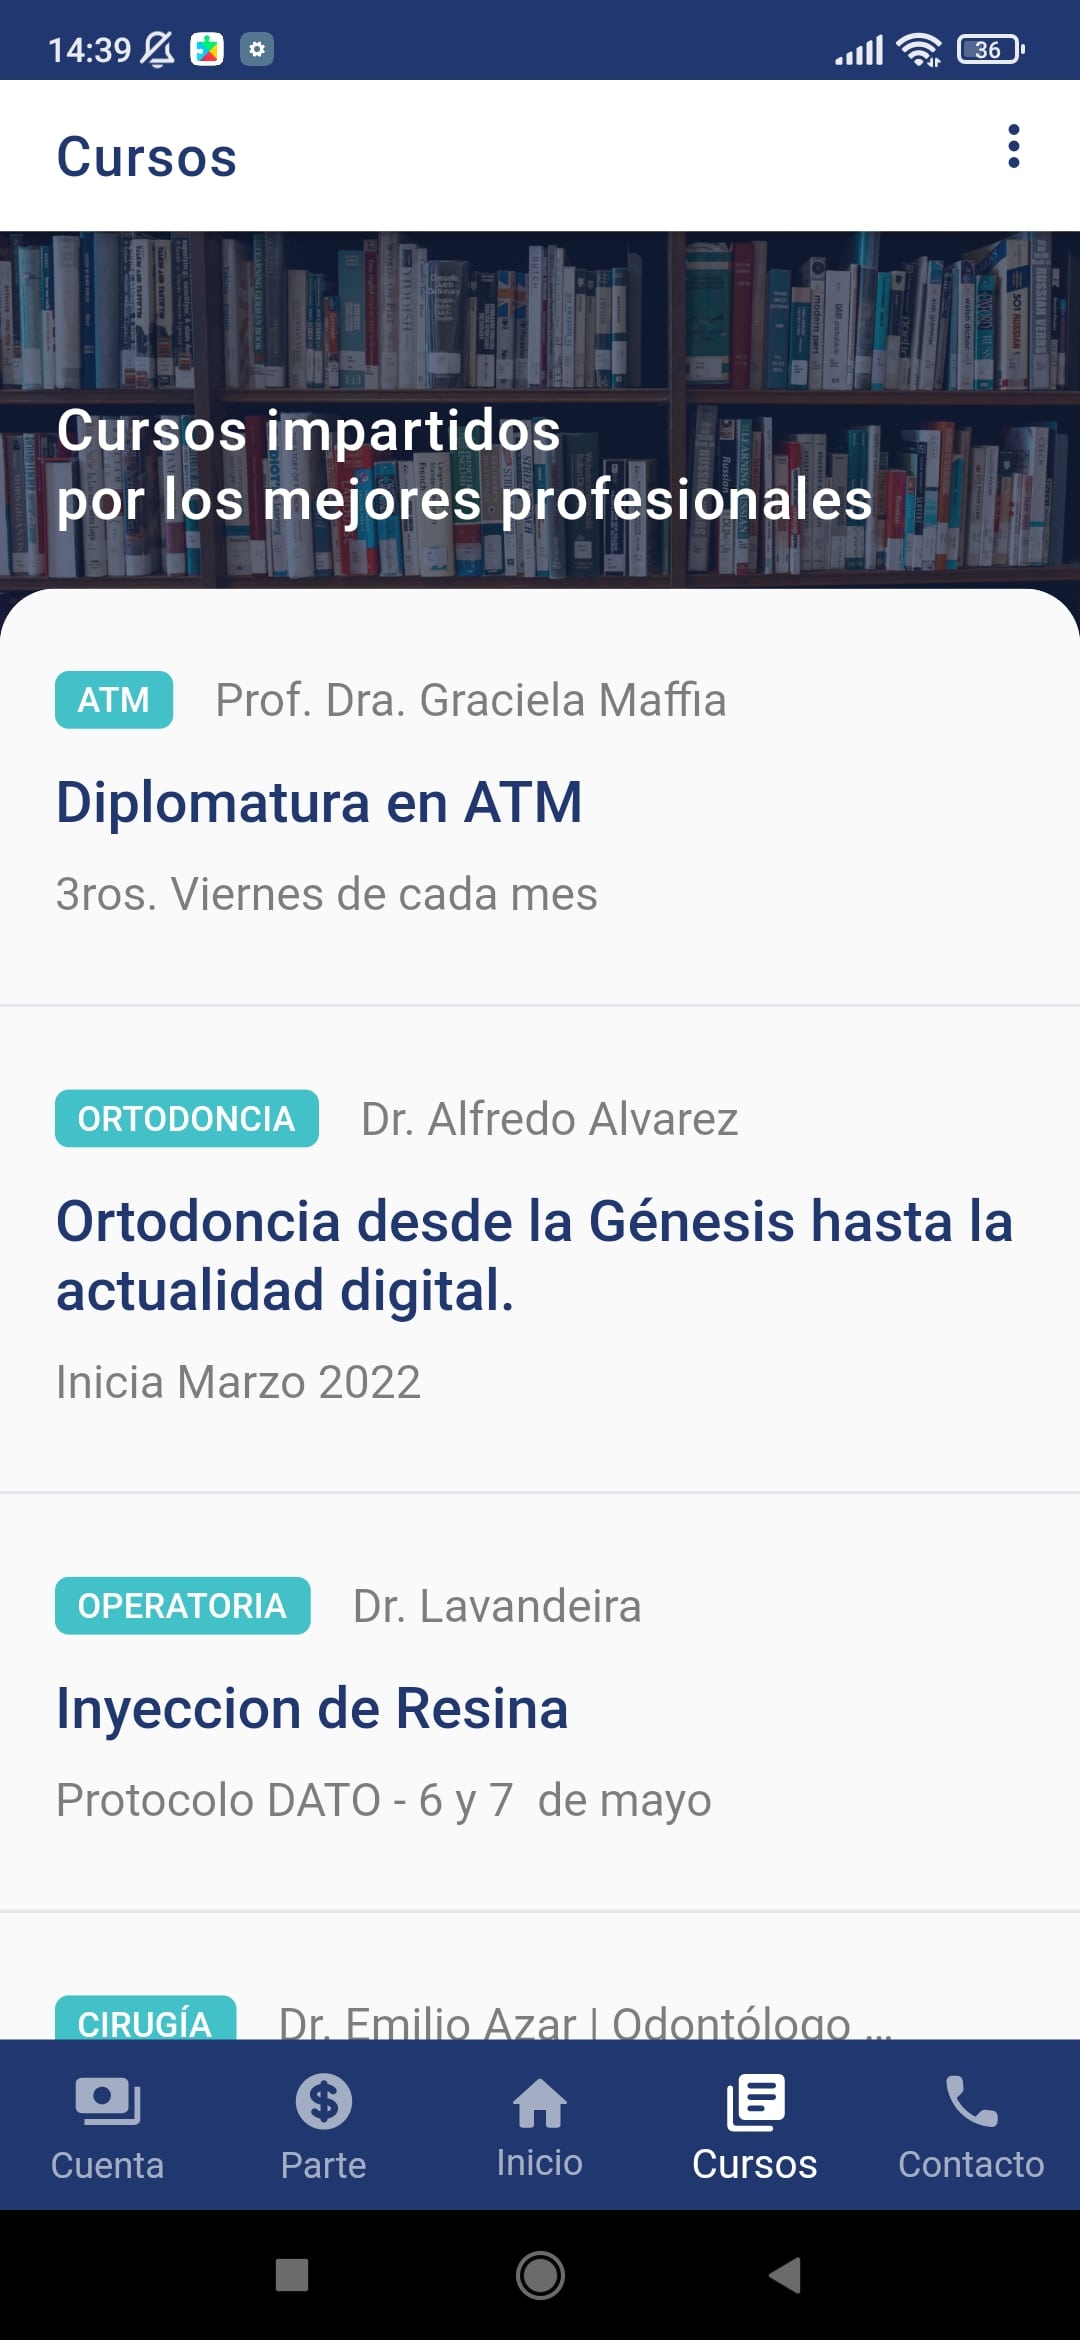 14:39
36
Cursos
Cursos impartidos
por los mejores profesionales
ATM Prof. Dra. Graciela Maffia
Diplomatura en ATM
3ros. Viernes de cada mes
ORTODONCIA Dr. Alfredo Alvarez
Ortodoncia desde la Génesis hasta la
actualidad digital.
Inicia Marzo 2022
OPERATORIA Dr. Lavandeira
Inyeccion de Resina
Protocolo DATO - 6 y 7  de mayo
CIRUGÍA Dr. Emilio Azar | Odontólogo ...
Cuenta Parte Inicio Cursos Contacto